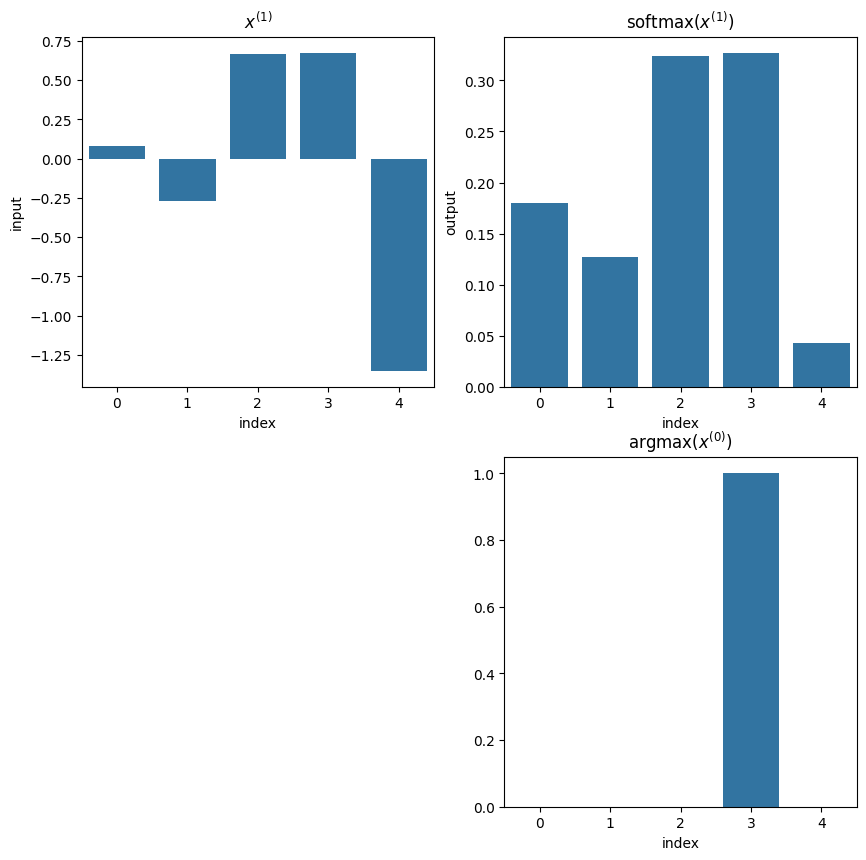 x^(1)
0.75
0.50
0.25
0.00
−0.25
−0.50
−0.75
−1.00
−1.25
input
0 1 2 3 4
index
softmax(x^(1))
0.30
0.25
0.20
0.15
0.10
0.05
0.00
output
0 1 2 3 4
index
argmax(x^(0))
1.0
0.8
0.6
0.4
0.2
0.0
0 1 2 3 4
index